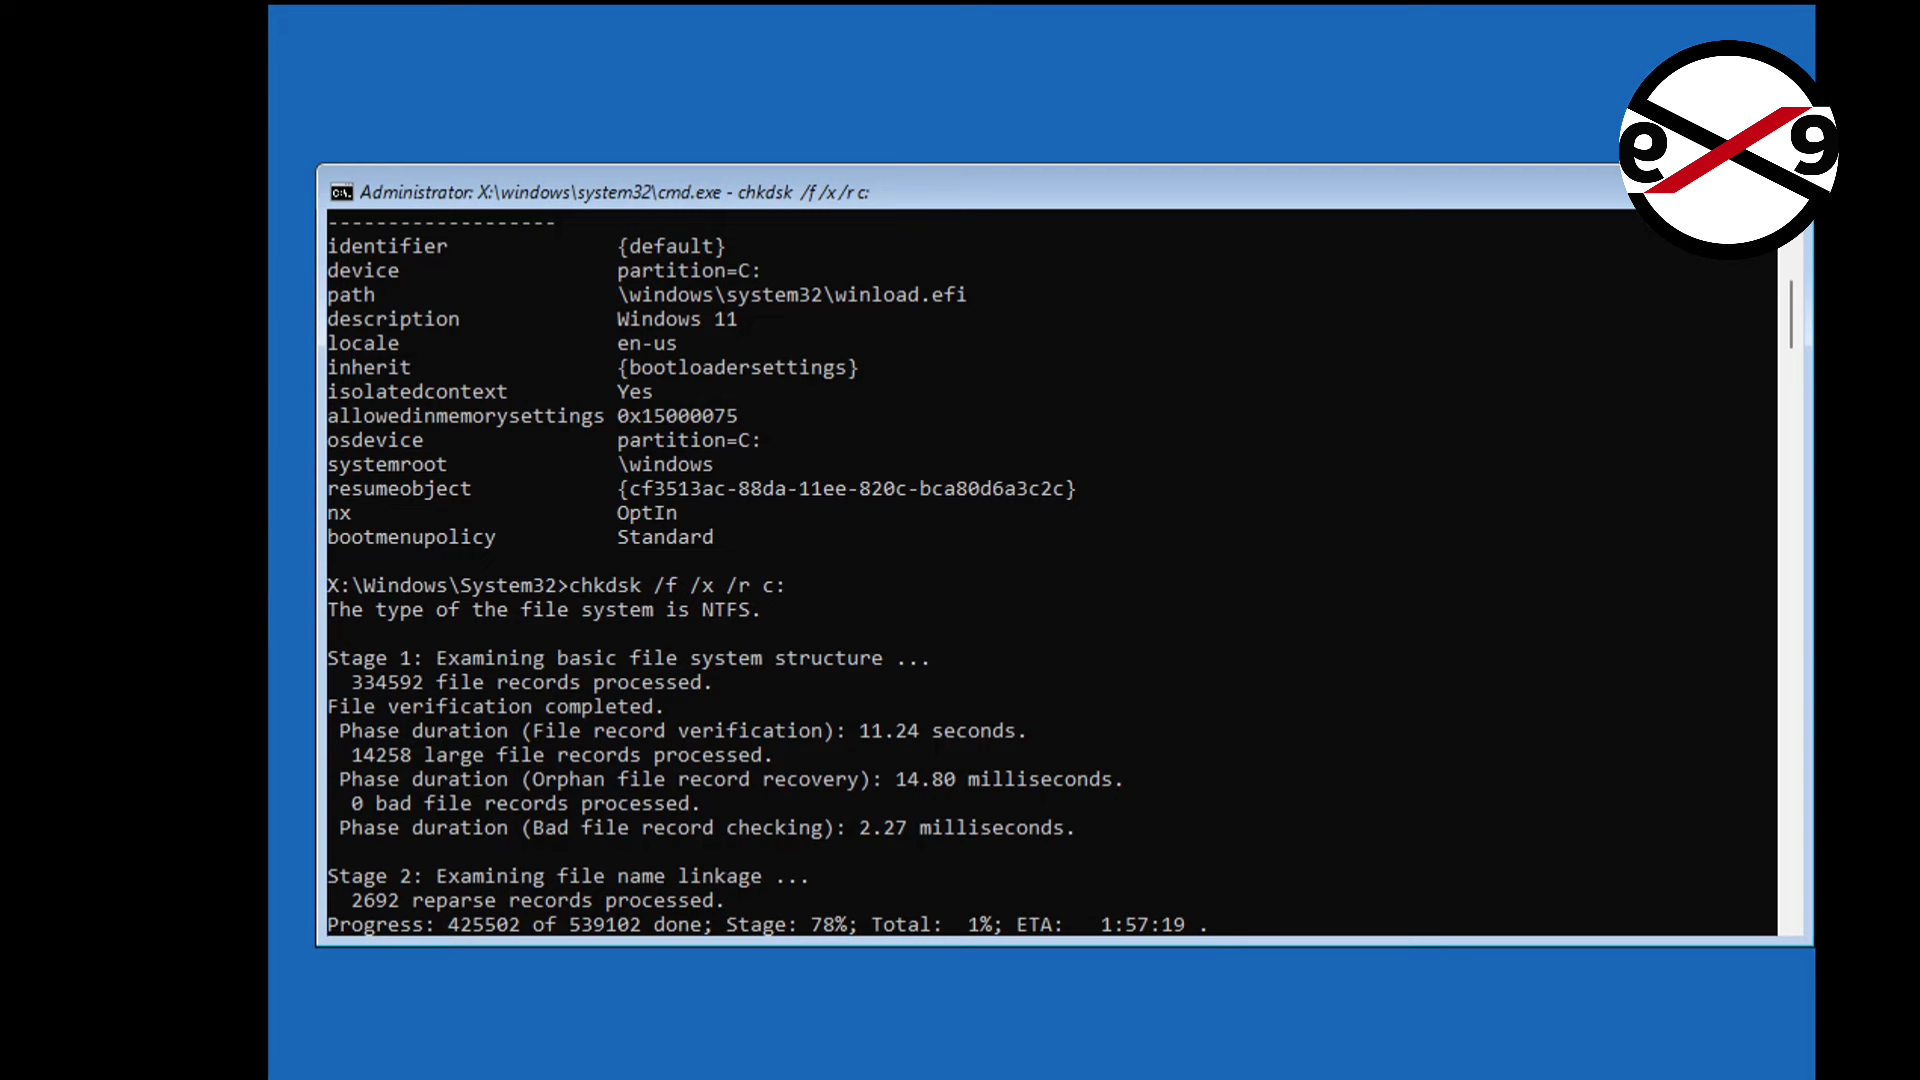 Administrator: X:\windows\system32\cmd.exe - chkdsk /f /x /r c:
e 9
-------------------
identifier {default}
device partition=C:
path \windows\system32\winload.efi
description Windows 11
locale en-us
inherit {bootloadersettings}
isolatedcontext Yes
allowedinmemorysettings 0x15000075
osdevice partition=C:
systemroot \windows
resumeobject {cf3513ac-88da-11ee-820c-bca80d6a3c2c}
nx OptIn
bootmenupolicy Standard
X:\Windows\System32>chkdsk /f /x /r c:
The type of the file system is NTFS.
Stage 1: Examining basic file system structure ...
334592 file records processed.
File verification completed.
Phase duration (File record verification): 11.24 seconds.
14258 large file records processed.
Phase duration (Orphan file record recovery): 14.80 milliseconds.
0 bad file records processed.
Phase duration (Bad file record checking): 2.27 milliseconds.
Stage 2: Examining file name linkage ...
2692 reparse records processed.
Progress: 425502 of 539102 done; Stage: 78%; Total:  1%; ETA:   1:57:19 .